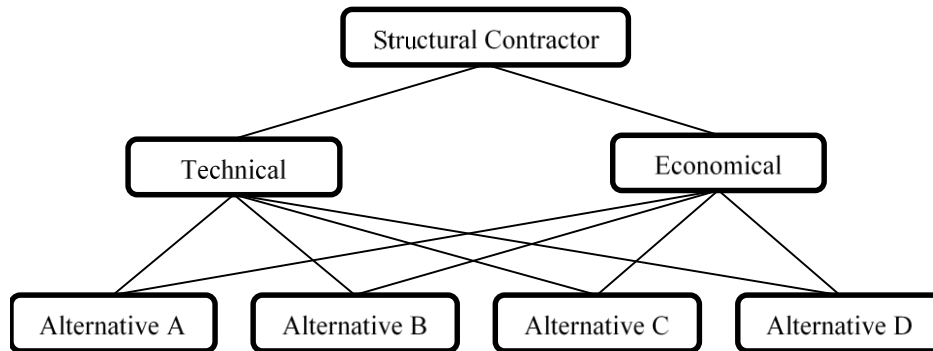 Structural Contractor
Technical
Economical
Alternative A
Alternative B
Alternative C
Alternative D